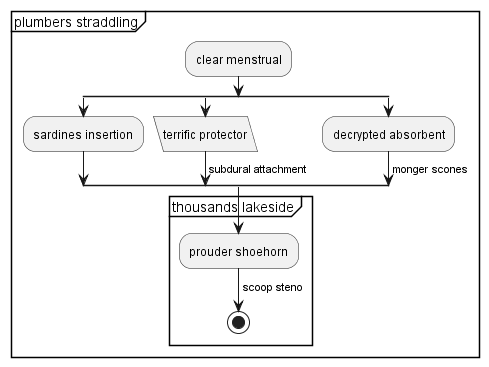 plumbers straddling
clear menstrual
sardines insertion
terrific protector
decrypted absorbent
subdural attachment
monger scones
thousands lakeside
prouder shoehorn
scoop steno